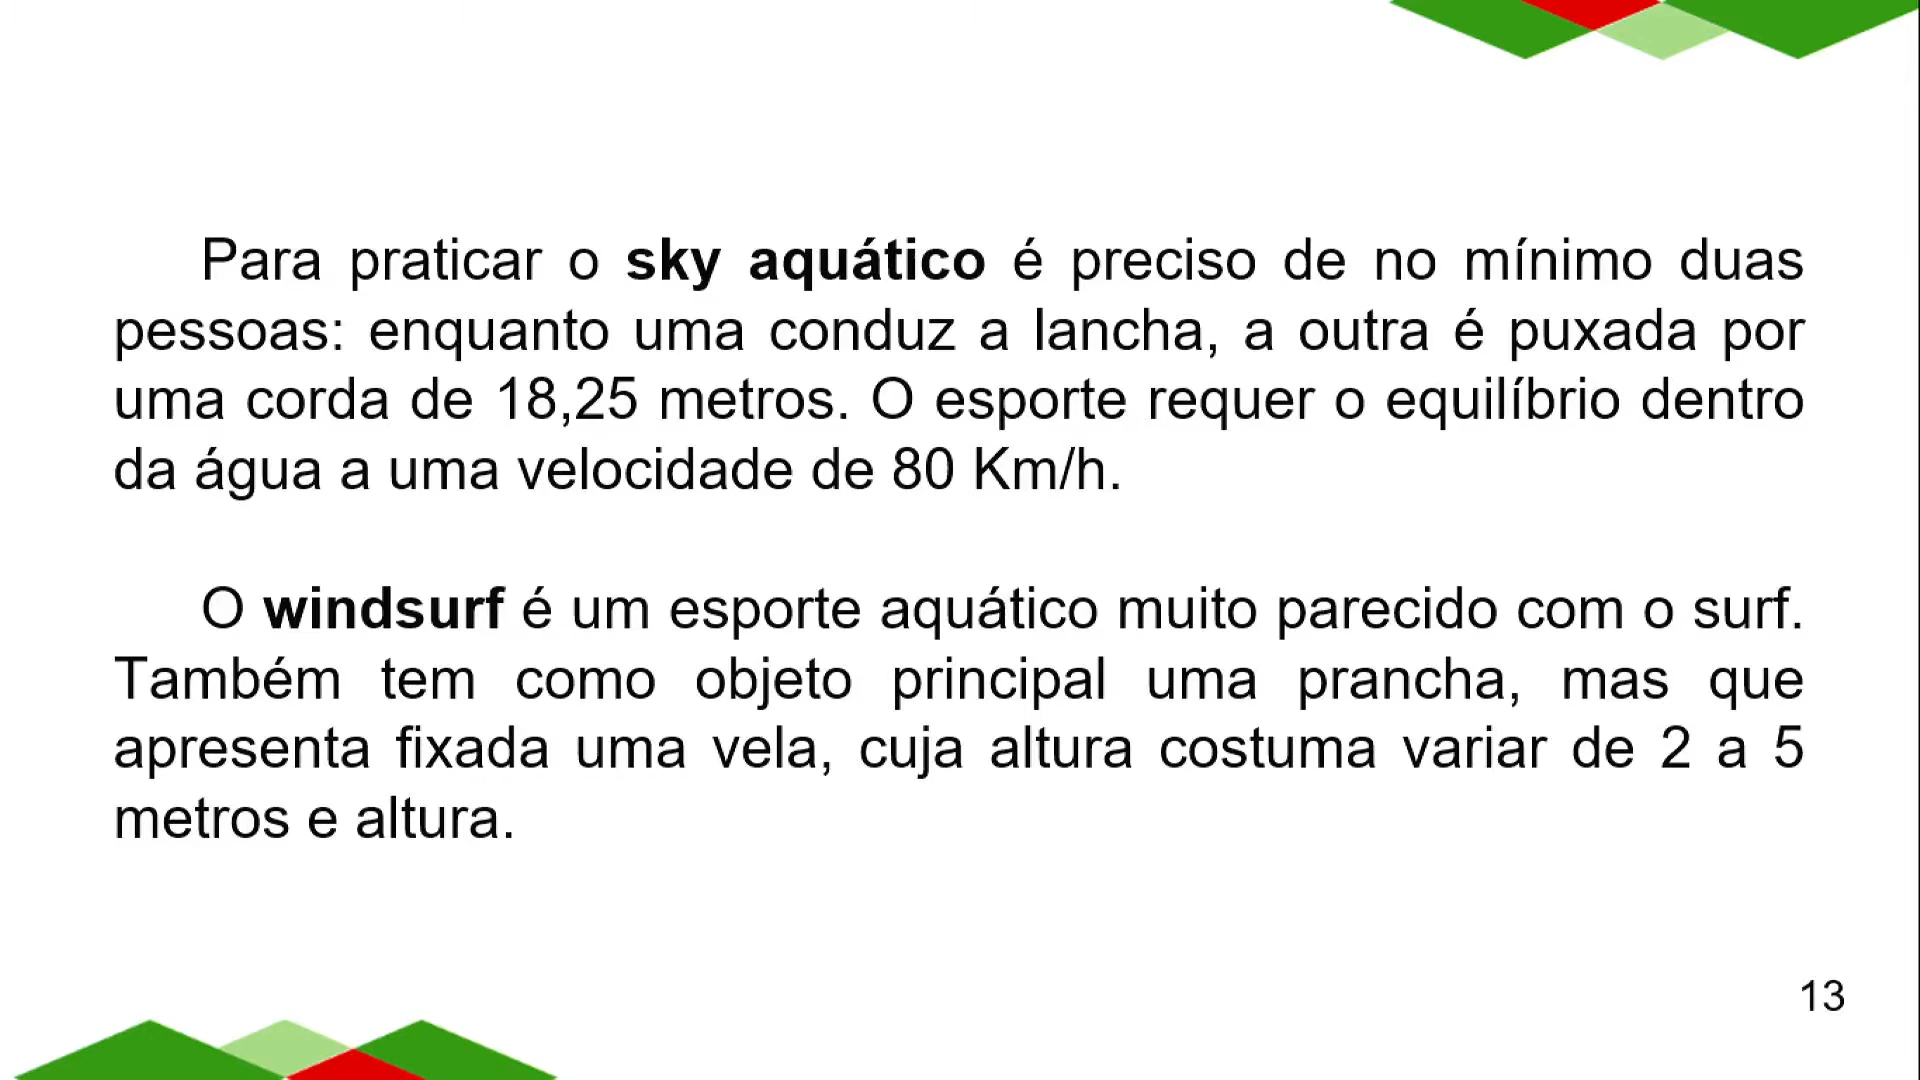 Para praticar o sky aquático é preciso de no mínimo duas
pessoas: enquanto uma conduz a lancha, a outra é puxada por
uma corda de 18,25 metros. O esporte requer o equilíbrio dentro
da água a uma velocidade de 80 Km/h.
O windsurf é um esporte aquático muito parecido com o surf.
Também tem como objeto principal uma prancha, mas que
apresenta fixada uma vela, cuja altura costuma variar de 2 a 5
metros e altura.
13